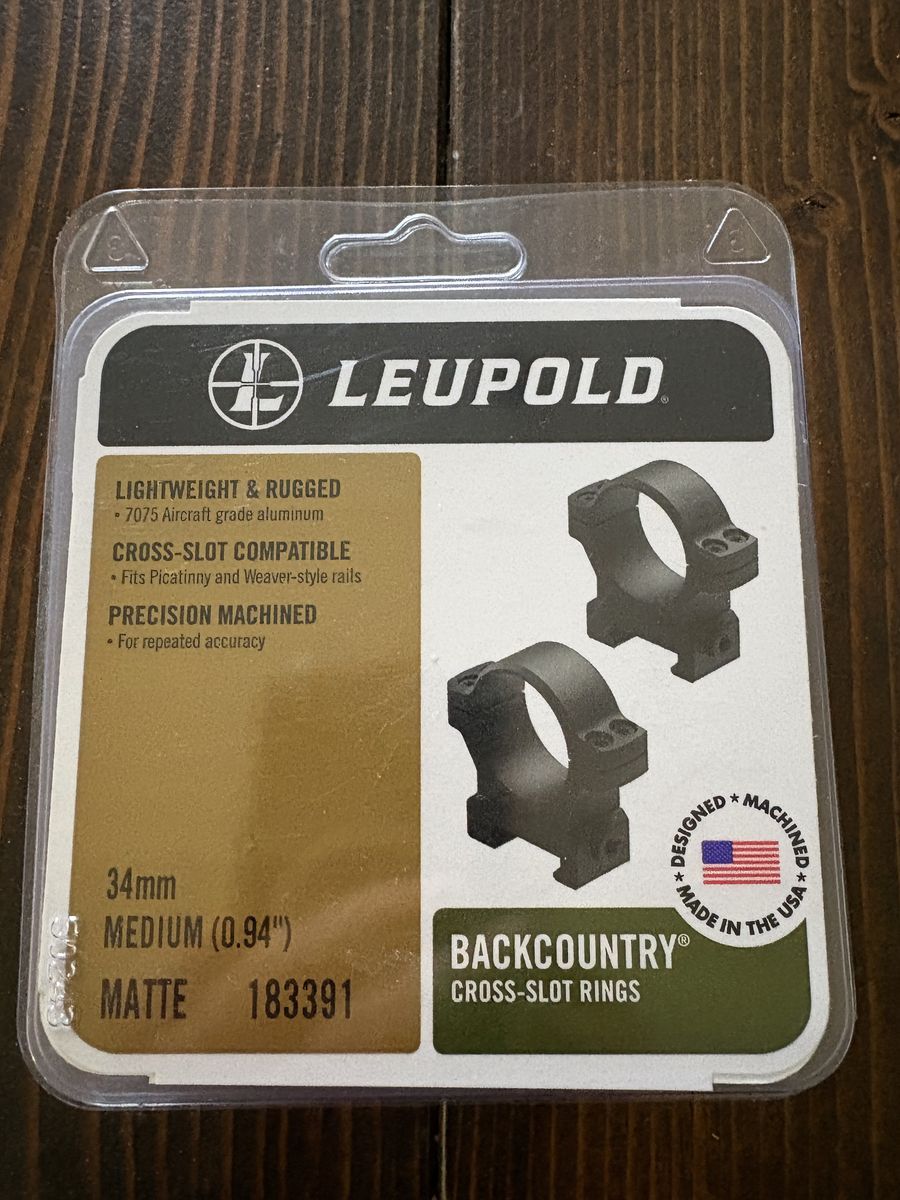 LEUPOLD®
LIGHTWEIGHT & RUGGED
• 7075 Aircraft grade aluminum
CROSS-SLOT COMPATIBLE
• Fits Picatinny and Weaver-style rails
PRECISION MACHINED
• For repeated accuracy
34mm
MEDIUM (0.94")
MATTE 183391
DESIGNED ★ MACHINED ★ MADE IN THE USA ★
BACKCOUNTRY®
CROSS-SLOT RINGS